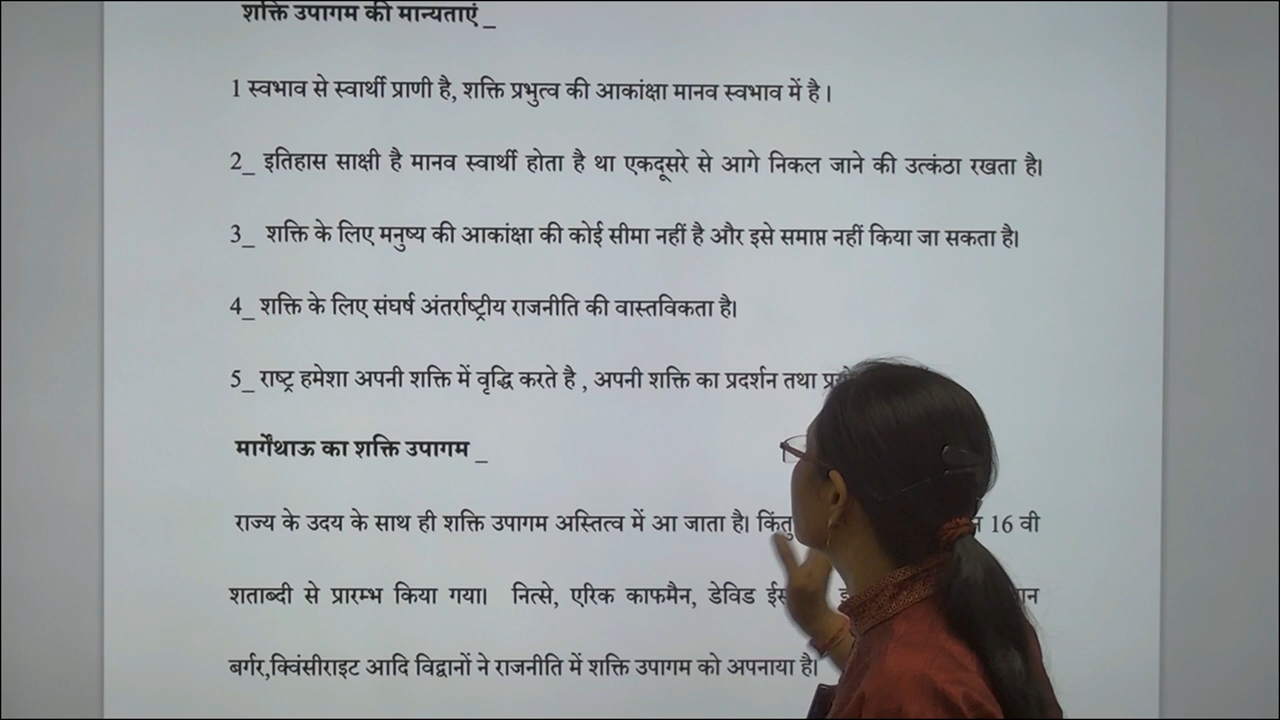 शक्ति उपागम की मान्यताएं _
1 स्वभाव से स्वार्थी प्राणी है, शक्ति प्रभुत्व की आकांक्षा मानव स्वभाव में है ।
2_ इतिहास साक्षी है मानव स्वार्थी होता है था एकदूसरे से आगे निकल जाने की उत्कंठा रखता है।
3_ शक्ति के लिए मनुष्य की आकांक्षा की कोई सीमा नहीं है और इसे समाप्त नहीं किया जा सकता है।
4_ शक्ति के लिए संघर्ष अंतर्राष्ट्रीय राजनीति की वास्तविकता है।
5_ राष्ट्र हमेशा अपनी शक्ति में वृद्धि करते है , अपनी शक्ति का प्रदर्शन तथा
मार्गेंथाऊ का शक्ति उपागम _
राज्य के उदय के साथ ही शक्ति उपागम अस्तित्व में आ जाता है। किंतु 16 वी
शताब्दी से प्रारम्भ किया गया। नित्से, एरिक काफमैन, डेविड
बर्गर,क्विंसीराइट आदि विद्वानों ने राजनीति में शक्ति उपागम को अपनाया है।